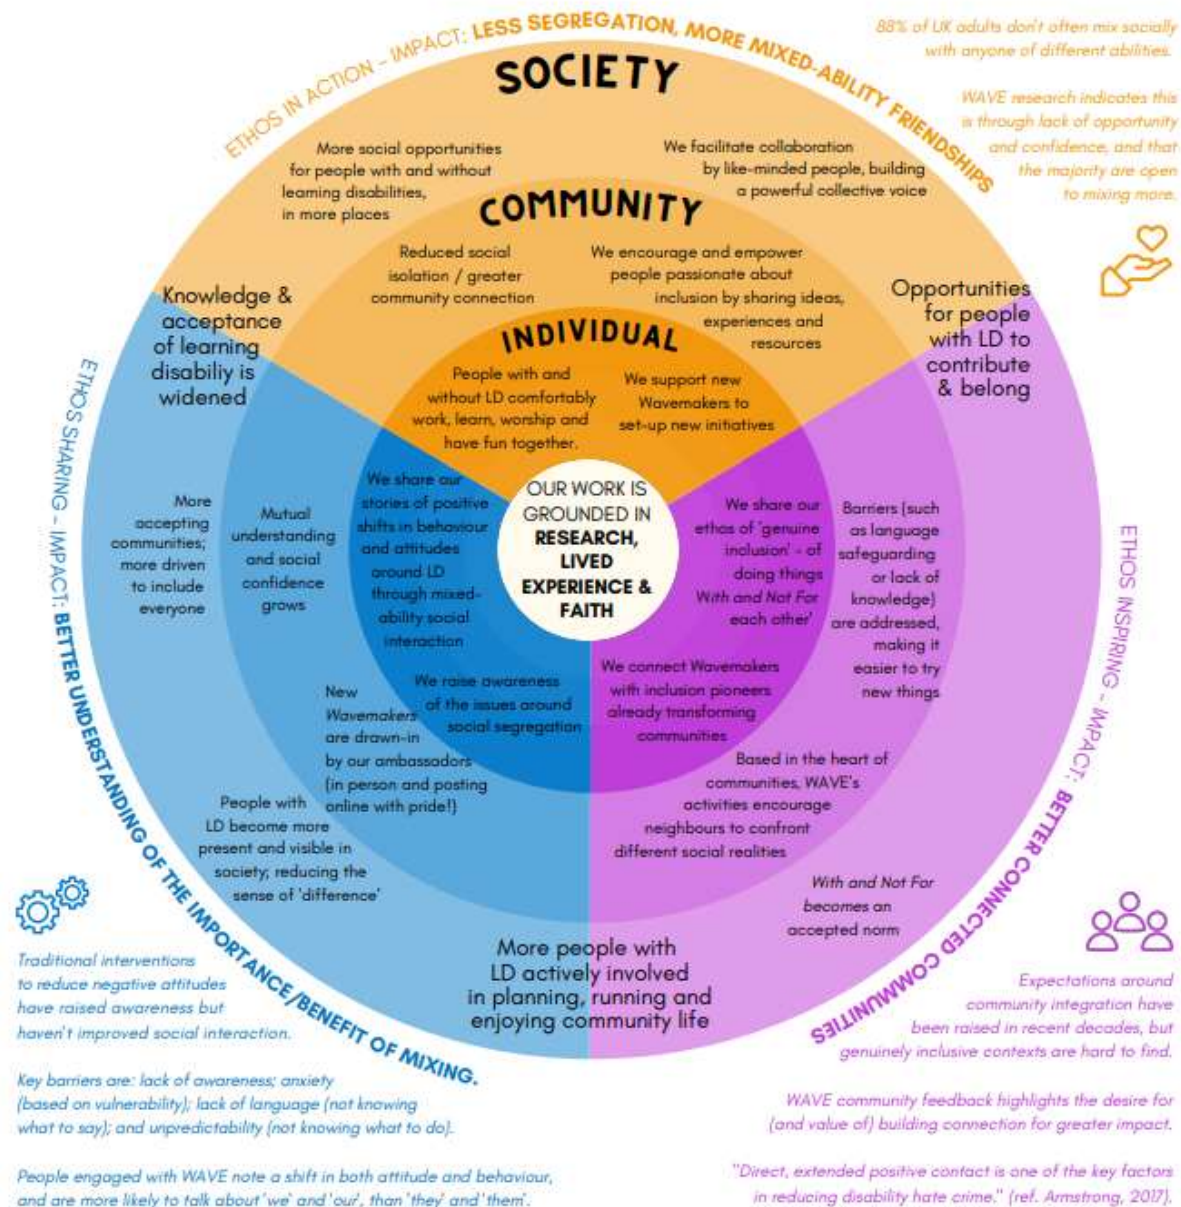 ETHOS IN ACTION - IMPACT: LESS SEGREGATION, MORE MIXED-ABILITY FRIENDSHIPS
88% of UK adults don't often mix socially
with anyone of different abilities.
WAVE research indicates this
is through lack of opportunity
and confidence, and that
the majority are open
to mixing more.
SOCIETY
More social opportunities
for people with and without
learning disabilities,
in more places
We facilitate collaboration
by like-minded people, building
a powerful collective voice
COMMUNITY
Reduced social
isolation / greater
community connection
We encourage and empower
people passionate about
inclusion by sharing ideas,
experiences and
resources
Knowledge &
acceptance
of learning
disabiliy is
widened
Opportunities
for people
with LD to
contribute
& belong
INDIVIDUAL
People with and
without LD comfortably
work, learn, worship and
have fun together.
We support new
Wavemakers to
set-up new initiatives
OUR WORK IS
GROUNDED IN
RESEARCH,
LIVED
EXPERIENCE &
FAITH
ETHOS SHARING - IMPACT: BETTER UNDERSTANDING OF THE IMPORTANCE/BENEFIT OF MIXING.
More
accepting
communities;
more driven
to include
everyone
Mutual
understanding
and social
confidence
grows
We share our
stories of positive
shifts in behaviour
and attitudes
around LD
through mixed-
ability social
interaction
We raise awareness
of the issues around
social segregation
New
Wavemakers
are drawn-in
by our ambassadors
(in person and posting
online with pride!)
People with
LD become more
present and visible in
society; reducing the
sense of 'difference'
We share our
ethos of 'genuine
inclusion' - of
doing things
With and Not For
each other'
Barriers (such
as language
safeguarding
or lack of
knowledge)
are addressed,
making it
easier to try
new things
We connect Wavemakers
with inclusion pioneers
already transforming
communities
Based in the heart of
communities, WAVE's
activities encourage
neighbours to confront
different social realities
With and Not For
becomes an
accepted norm
More people with
LD actively involved
in planning, running and
enjoying community life
ETHOS INSPIRING - IMPACT: BETTER CONNECTED COMMUNITIES
Traditional interventions
to reduce negative attitudes
have raised awareness but
haven't improved social interaction.
Key barriers are: lack of awareness; anxiety
(based on vulnerability); lack of language (not knowing
what to say); and unpredictability (not knowing what to do).
People engaged with WAVE note a shift in both attitude and behaviour,
and are more likely to talk about 'we' and 'our', than 'they' and 'them'.
Expectations around
community integration have
been raised in recent decades, but
genuinely inclusive contexts are hard to find.
WAVE community feedback highlights the desire for
(and value of) building connection for greater impact.
"Direct, extended positive contact is one of the key factors
in reducing disability hate crime." (ref. Armstrong, 2017).